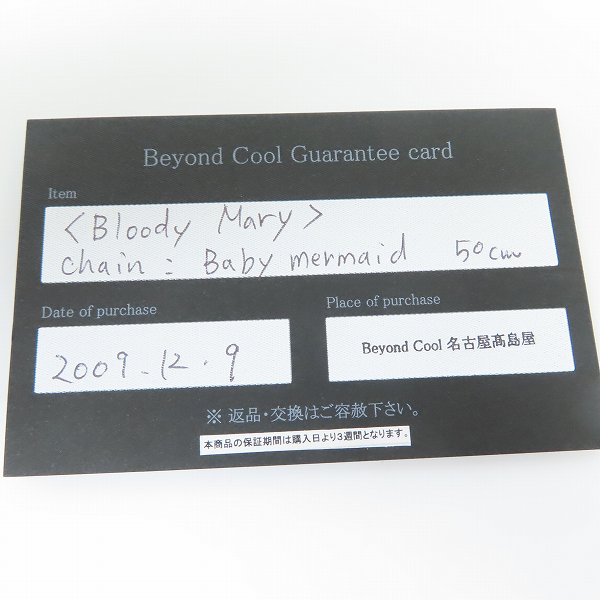 Beyond Cool Guarantee card
Item
<Bloody Mary>
chain : Baby mermaid 50cm
Date of purchase
2009.12.9
Place of purchase
Beyond Cool 名古屋髙島屋
※ 返品・交換はご容赦下さい。
本商品の保証期間は購入日より3週間となります。